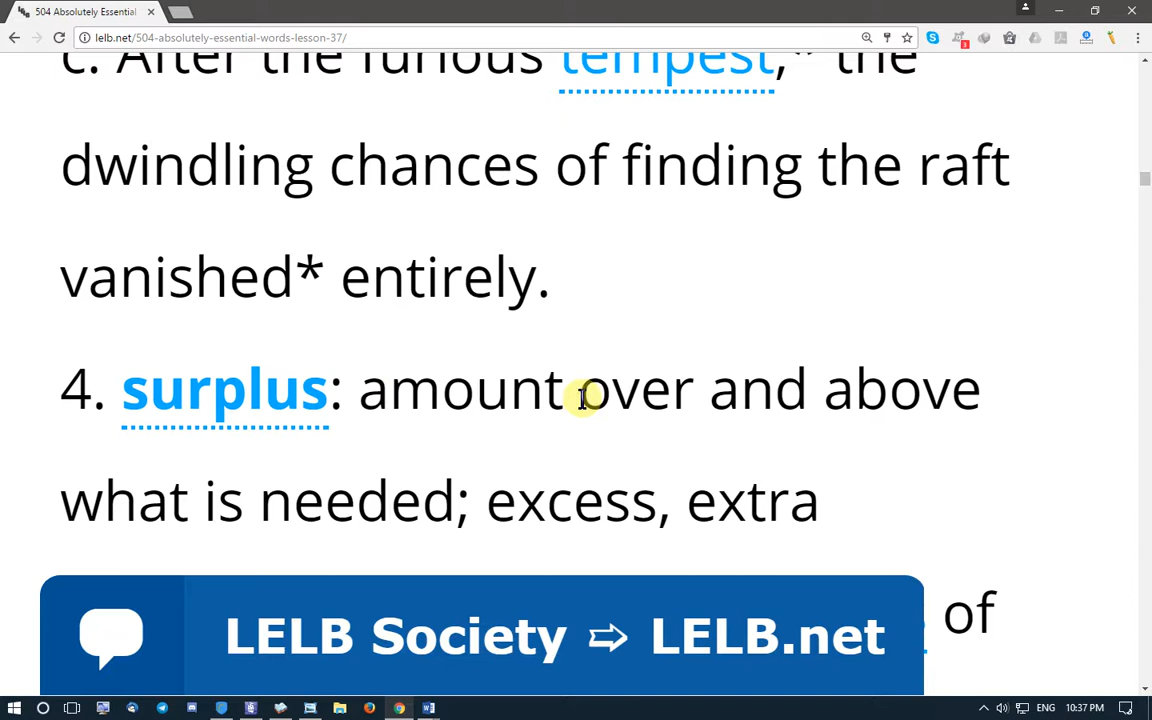 504 Absolutely Essential
lelb.net/504-absolutely-essential-words-lesson-37/
c. After the furious tempest,* the
dwindling chances of finding the raft
vanished* entirely.
4. surplus: amount over and above
what is needed; excess, extra
of
LELB Society ⇨ LELB.net
ENG 10:37 PM